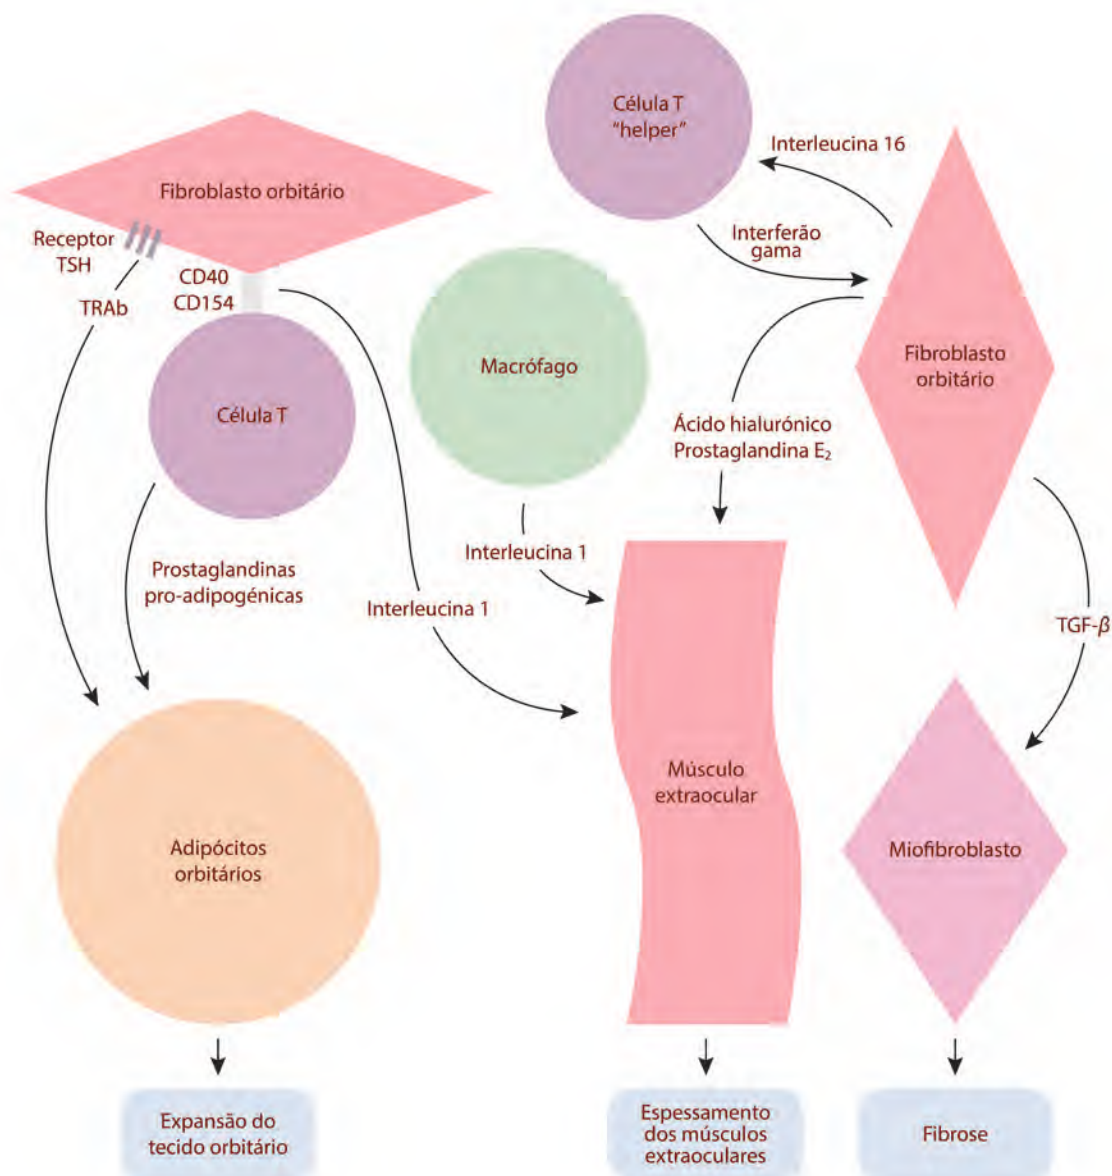 Célula T
"helper"
Interleucina 16
Fibroblasto orbitário
Receptor
TSH
Interferão
gama
CD40
CD154
TRAb
Macrófago
Fibroblasto
orbitário
Célula T
Ácido hialurónico
Prostaglandina E₂
Interleucina 1
Prostaglandinas
pro-adipogénicas
Interleucina 1
TGF-β
Músculo
extraocular
Adipócitos
orbitários
Miofibroblasto
Expansão do
tecido orbitário
Espessamento
dos músculos
extraoculares
Fibrose